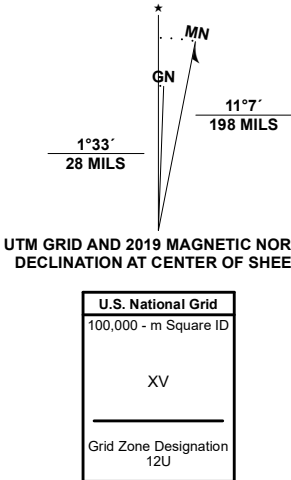 ★
MN
GN
11°7´
198 MILS
1°33´
28 MILS
UTM GRID AND 2019 MAGNETIC NOR
DECLINATION AT CENTER OF SHEE
U.S. National Grid
100,000 - m Square ID
XV
Grid Zone Designation
12U